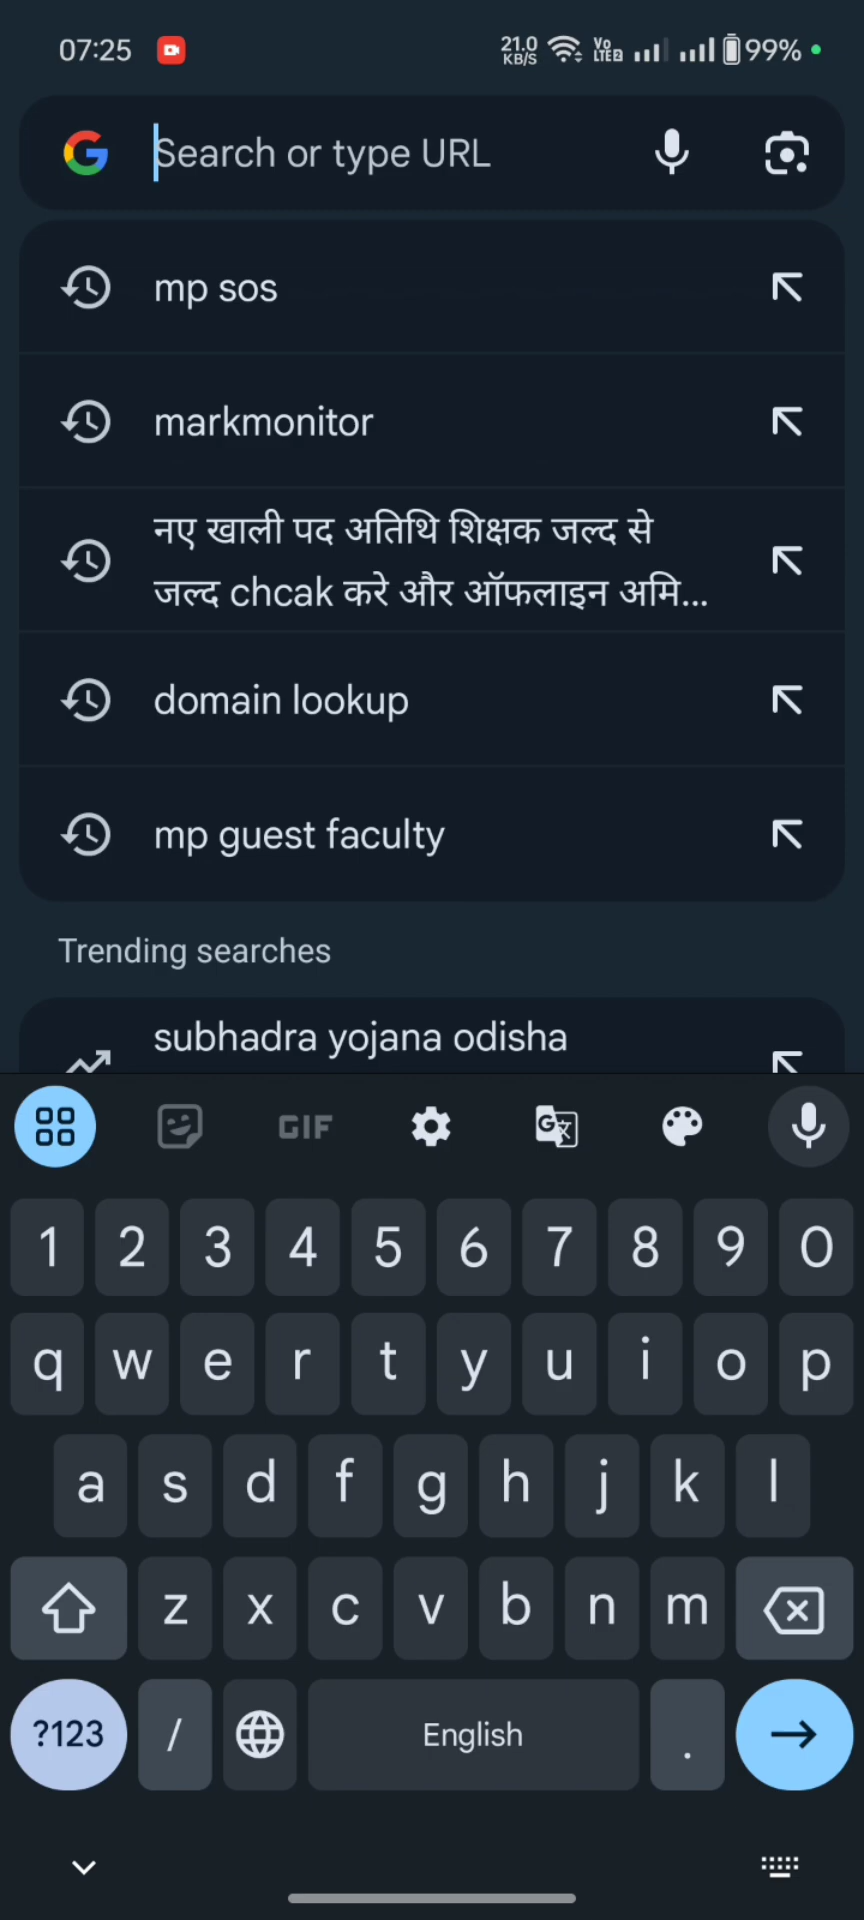 07:25 21.0 KB/S Vo LTE2 99%
Search or type URL
mp sos
markmonitor
नए खाली पद अतिथि शिक्षक जल्द से
जल्द chcak करे और ऑफलाइन अमि...
domain lookup
mp guest faculty
Trending searches
subhadra yojana odisha
GIF
1 2 3 4 5 6 7 8 9 0
q w e r t y u i o p
a s d f g h j k l
z x c v b n m
?123 / English .